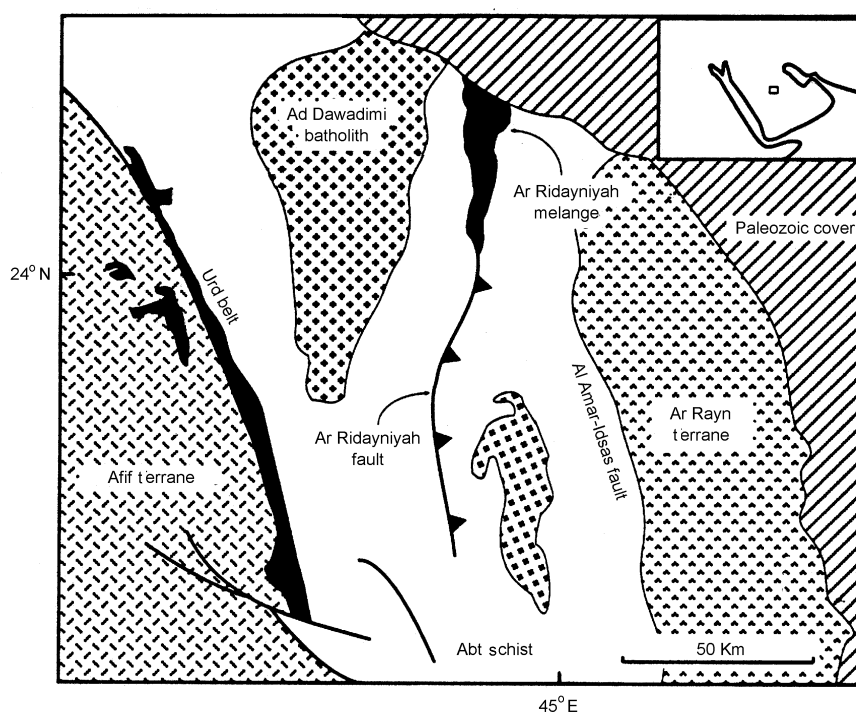 Ad Dawadimi
batholith
Ar Ridayniyah
melange
Paleozoic cover
24° N
Urd belt
Al Amar-Idsas fault
Ar Rayn
terrane
Ar Ridayniyah
fault
Afif terrane
Abt schist
50 Km
45° E